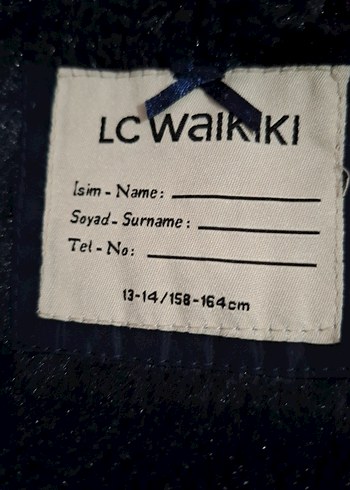 LC Waikiki
Isim - Name:
Soyad - Surname:
Tel - No:
13-14/158-164cm